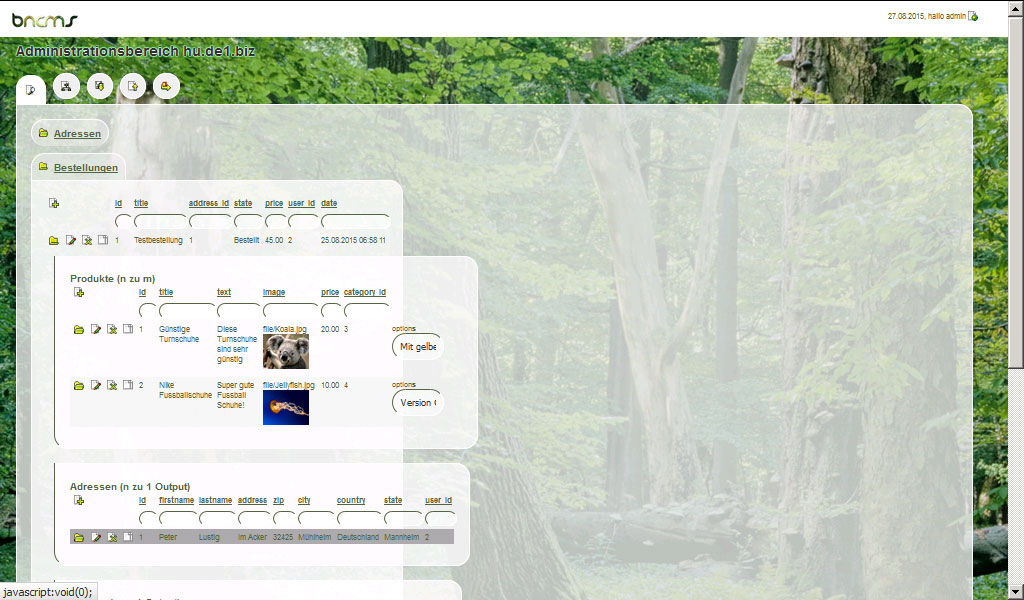 bncms
27.08.2015, hallo admin
Administrationsbereich hu.de1.biz
Adressen
Bestellungen
id title address_id state price user_id date
1 Testbestellung 1 Bestellt 45.00 2 25.08.2015 06:58 11
Produkte (n zu m)
id title text image price category_id
1 Günstige Turnschuhe Diese Turnschuhe sind sehr günstig file/Koala.jpg 20.00 3 options
Mit gelbe
2 Nike Fussballschuhe Super gute Fussball Schuhe! file/Jellyfish.jpg 10.00 4 options
Version
Adressen (n zu 1 Output)
id firstname lastname address zip city country state user_id
1 Peter Lustig Im Acker 32425 Mühlheim Deutschland Mannheim 2
javascript:void(0);